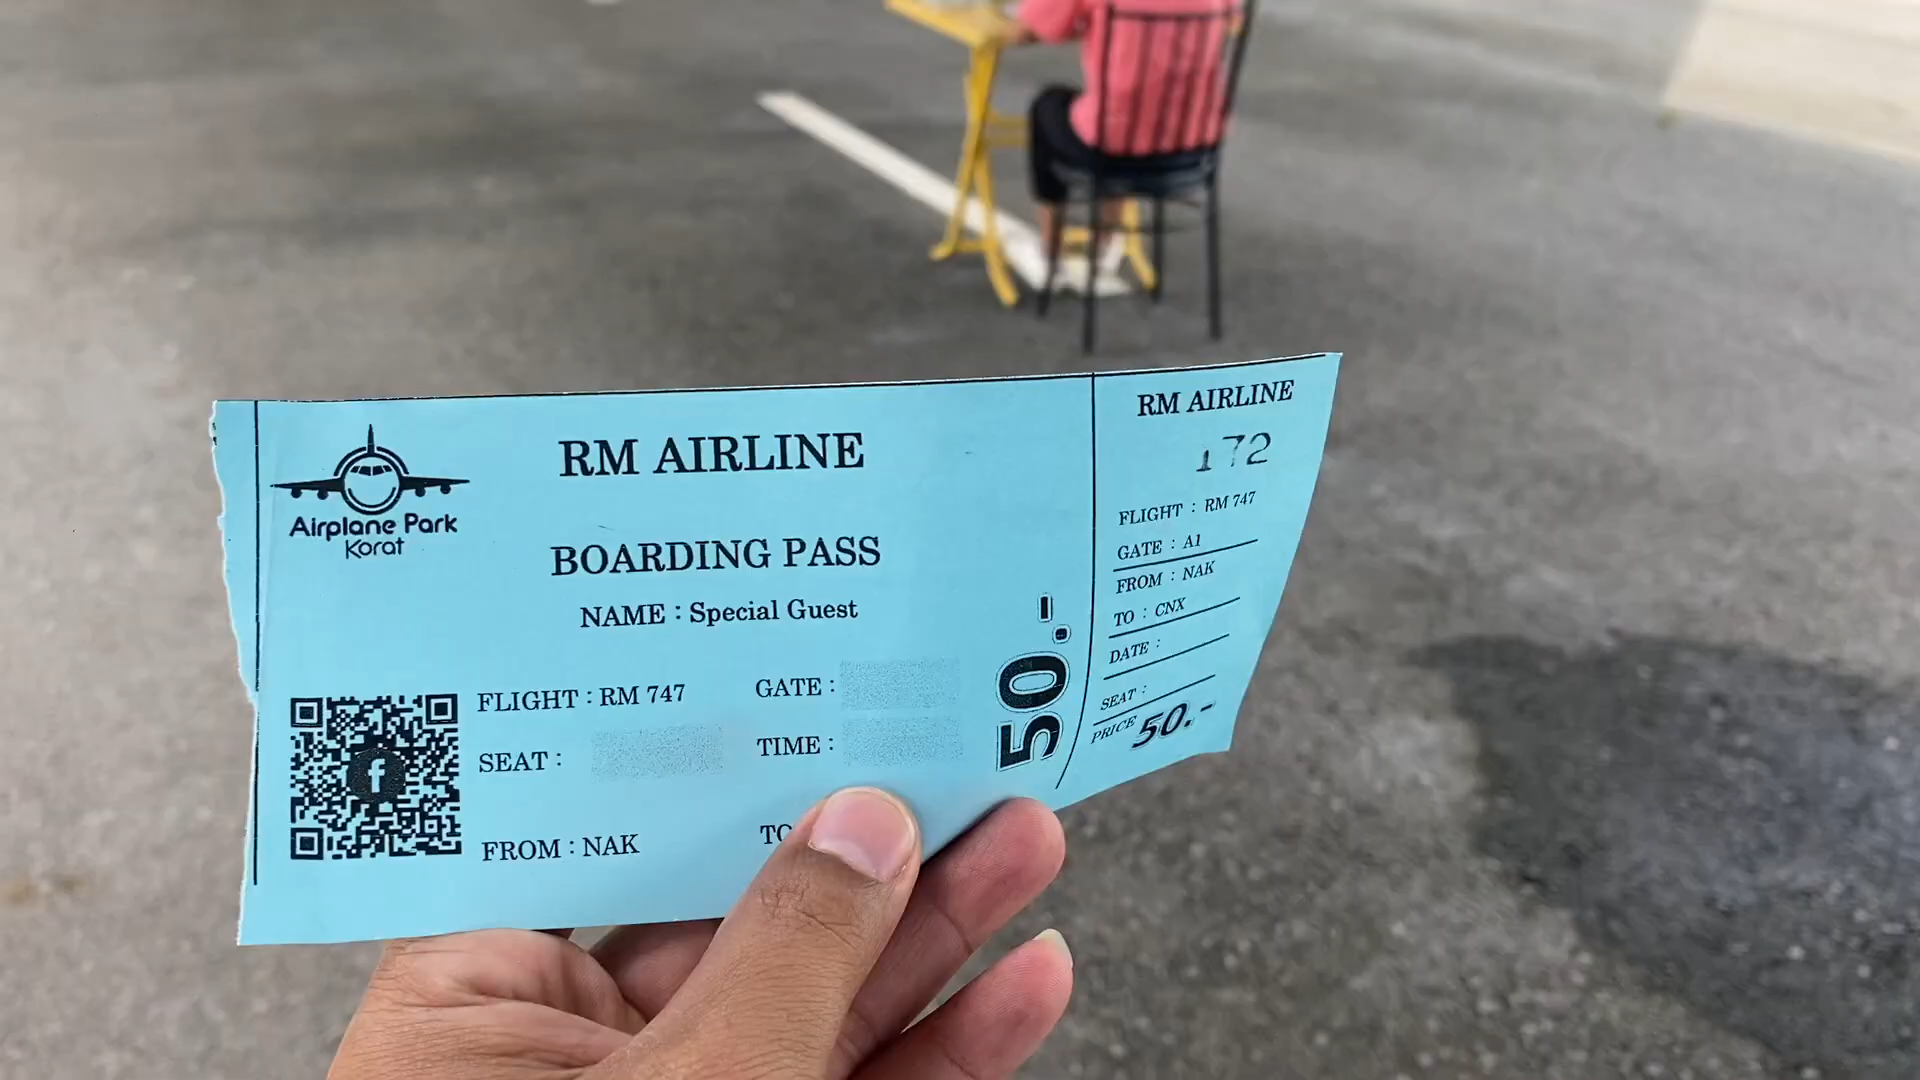 RM AIRLINE
Airplane Park
Korat
BOARDING PASS
NAME : Special Guest
FLIGHT : RM 747
GATE :
SEAT :
TIME :
FROM : NAK
50.-
RM AIRLINE
172
FLIGHT : RM 747
GATE : A1
FROM : NAK
TO : CNX
DATE :
SEAT :
PRICE 50.-
f